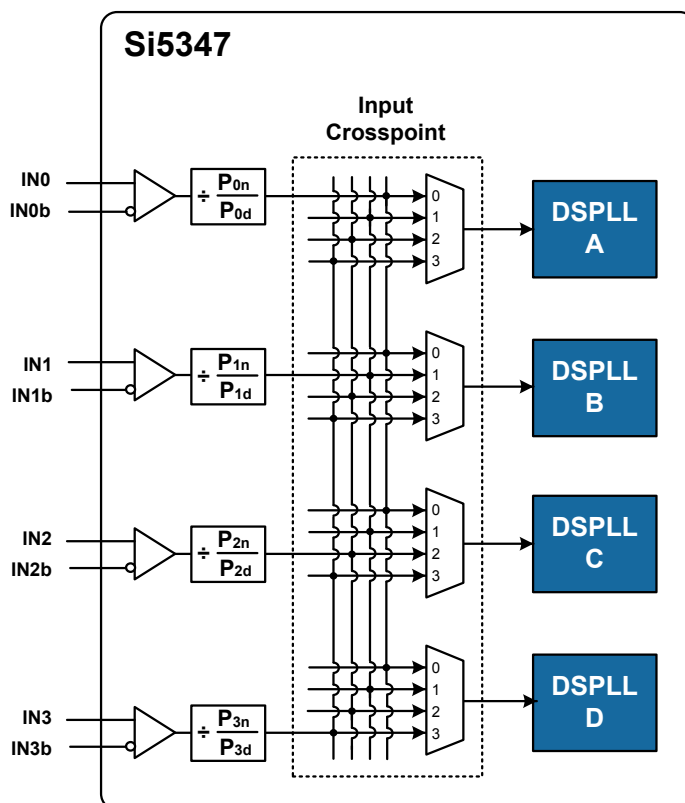 Si5347
Input
Crosspoint
IN0
IN0b
÷ P0n
P0d
0
1
2
3
DSPLL
A
IN1
IN1b
÷ P1n
P1d
0
1
2
3
DSPLL
B
IN2
IN2b
÷ P2n
P2d
0
1
2
3
DSPLL
C
IN3
IN3b
÷ P3n
P3d
0
1
2
3
DSPLL
D